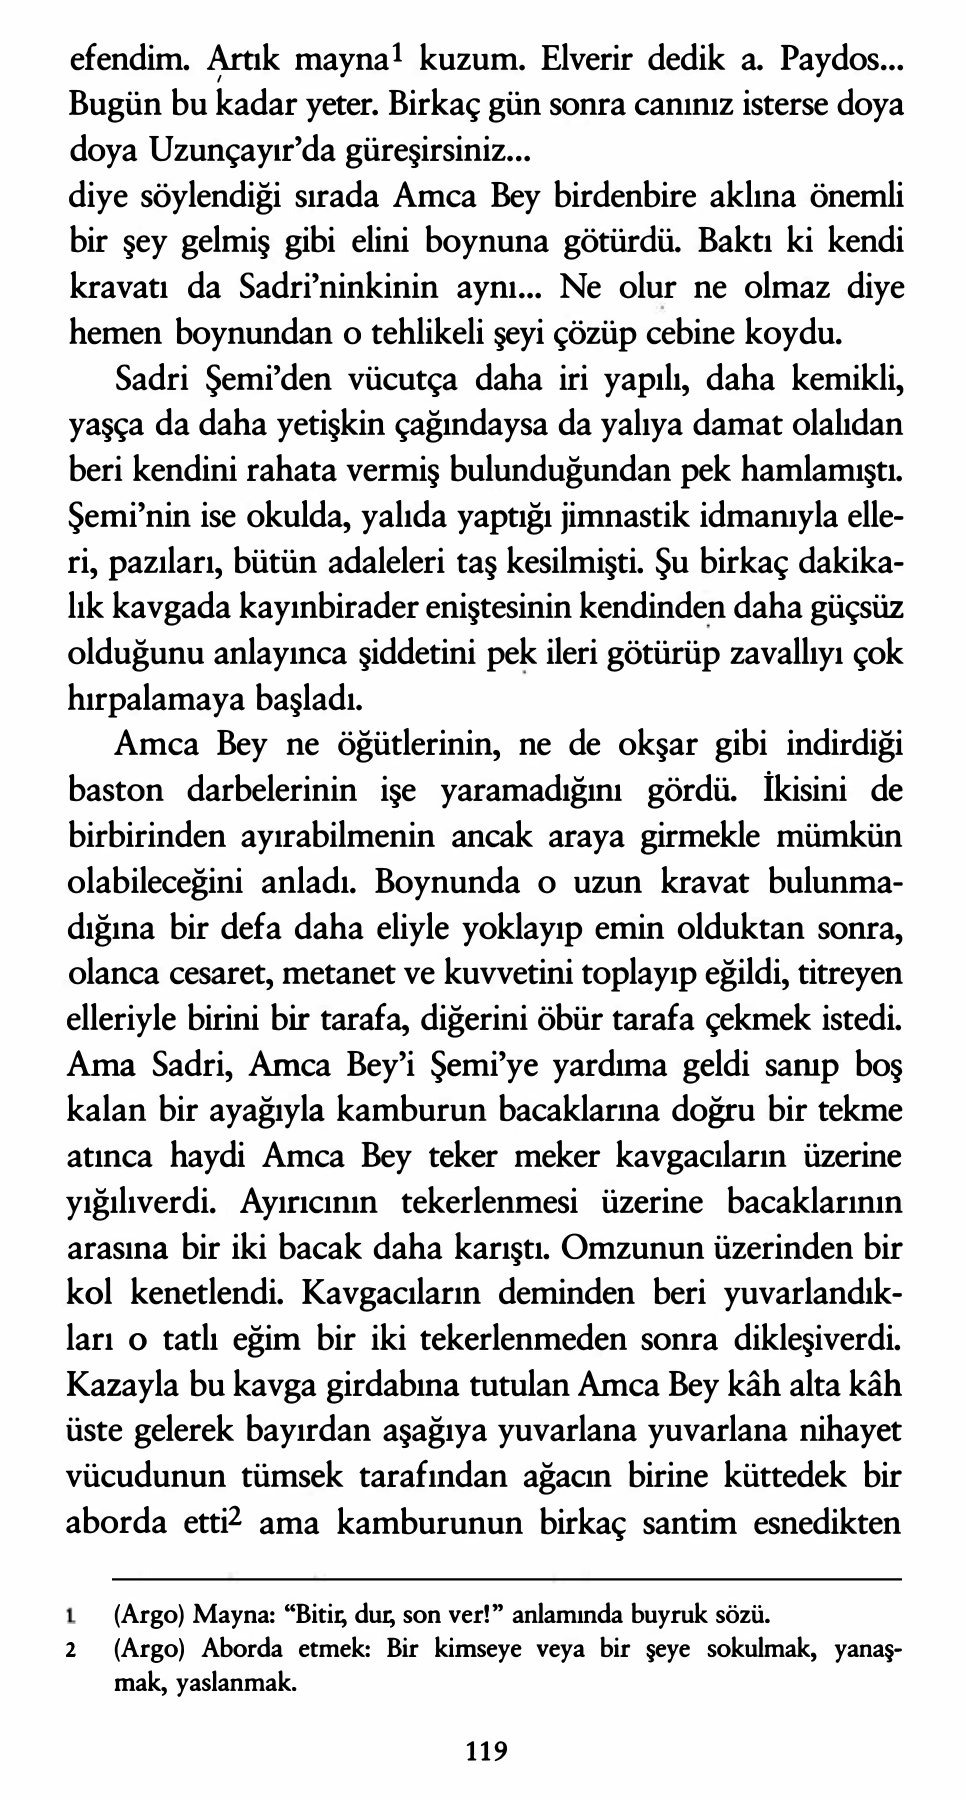 efendim. Artık mayna1 kuzum. Elverir dedik a. Paydos...
Bugün bu kadar yeter. Birkaç gün sonra canınız isterse doya
doya Uzunçayır’da güreşirsiniz...
diye söylendiği sırada Amca Bey birdenbire aklına önemli
bir şey gelmiş gibi elini boynuna götürdü. Baktı ki kendi
kravatı da Sadri’ninkinin aynı... Ne olur ne olmaz diye
hemen boynundan o tehlikeli şeyi çözüp cebine koydu.
Sadri Şemi’den vücutça daha iri yapılı, daha kemikli,
yaşça da daha yetişkin çağındaysa da yalıya damat olalıdan
beri kendini rahata vermiş bulunduğundan pek hamlamıştı.
Şemi’nin ise okulda, yalıda yaptığı jimnastik idmanıyla elle-
ri, pazıları, bütün adaleleri taş kesilmişti. Şu birkaç dakika-
lık kavgada kayınbirader eniştesinin kendinden daha güçsüz
olduğunu anlayınca şiddetini pek ileri götürüp zavallıyı çok
hırpalamaya başladı.
Amca Bey ne öğütlerinin, ne de okşar gibi indirdiği
baston darbelerinin işe yaramadığını gördü. İkisini de
birbirinden ayırabilmenin ancak araya girmekle mümkün
olabileceğini anladı. Boynunda o uzun kravat bulunma-
dığına bir defa daha eliyle yoklayıp emin olduktan sonra,
olanca cesaret, metanet ve kuvvetini toplayıp eğildi, titreyen
elleriyle birini bir tarafa, diğerini öbür tarafa çekmek istedi.
Ama Sadri, Amca Bey’i Şemi’ye yardıma geldi sanıp boş
kalan bir ayağıyla kamburun bacaklarına doğru bir tekme
atınca haydi Amca Bey teker meker kavgacıların üzerine
yığılıverdi. Ayırıcının tekerlenmesi üzerine bacaklarının
arasına bir iki bacak daha karıştı. Omzunun üzerinden bir
kol kenetlendi. Kavgacıların deminden beri yuvarlandık-
ları o tatlı eğim bir iki tekerlenmeden sonra dikleşiverdi.
Kazayla bu kavga girdabına tutulan Amca Bey kâh alta kâh
üste gelerek bayırdan aşağıya yuvarlana yuvarlana nihayet
vücudunun tümsek tarafından ağacın birine küttedek bir
aborda etti2 ama kamburunun birkaç santim esnedikten
1 (Argo) Mayna: “Bitir, dur, son ver!” anlamında buyruk sözü.
2 (Argo) Aborda etmek: Bir kimseye veya bir şeye sokulmak, yanaş-
mak, yaslanmak.
119